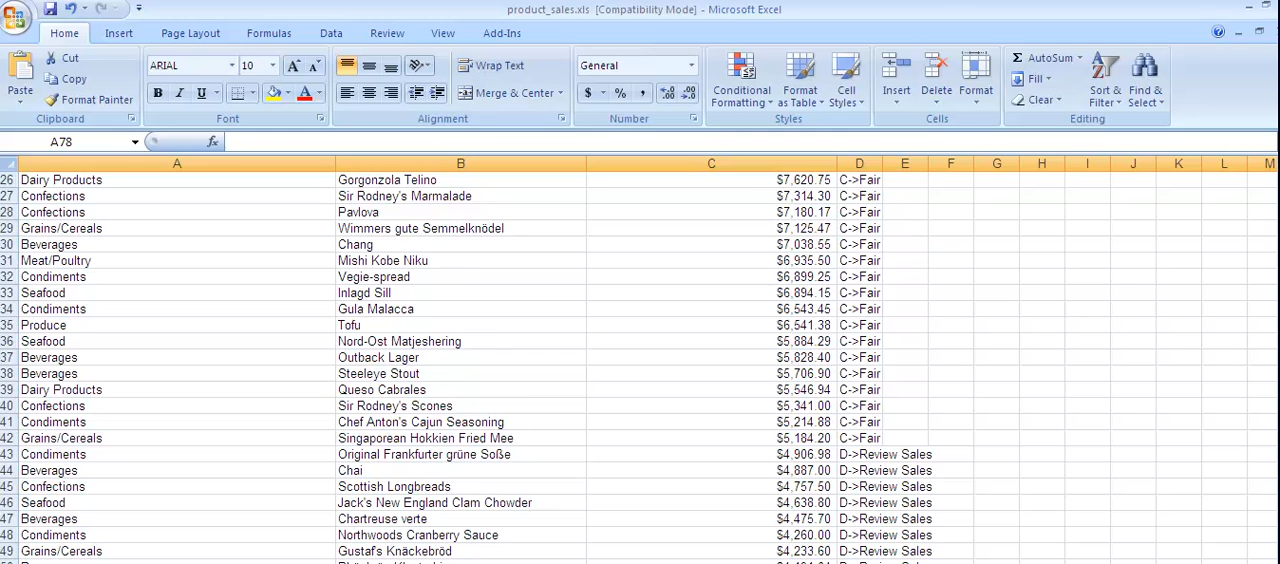 product_sales.xls [Compatibility Mode] - Microsoft Excel
Home Insert Page Layout Formulas Data Review View Add-Ins
Cut
Copy
Format Painter
Paste
Clipboard
ARIAL 10
B I U
Font
Wrap Text
Merge & Center
Alignment
General
$ % ,
Number
Conditional Formatting
Format as Table
Cell Styles
Styles
Insert Delete Format
Cells
Σ AutoSum
Fill
Clear
Sort & Filter
Find & Select
Editing
A78 fx
A B C D E F G H I J K L M
26 Dairy Products Gorgonzola Telino $7,620.75 C->Fair
27 Confections Sir Rodney's Marmalade $7,314.30 C->Fair
28 Confections Pavlova $7,180.17 C->Fair
29 Grains/Cereals Wimmers gute Semmelknödel $7,125.47 C->Fair
30 Beverages Chang $7,038.55 C->Fair
31 Meat/Poultry Mishi Kobe Niku $6,935.50 C->Fair
32 Condiments Vegie-spread $6,899.25 C->Fair
33 Seafood Inlagd Sill $6,894.15 C->Fair
34 Condiments Gula Malacca $6,543.45 C->Fair
35 Produce Tofu $6,541.38 C->Fair
36 Seafood Nord-Ost Matjeshering $5,884.29 C->Fair
37 Beverages Outback Lager $5,828.40 C->Fair
38 Beverages Steeleye Stout $5,706.90 C->Fair
39 Dairy Products Queso Cabrales $5,546.94 C->Fair
40 Confections Sir Rodney's Scones $5,341.00 C->Fair
41 Condiments Chef Anton's Cajun Seasoning $5,214.88 C->Fair
42 Grains/Cereals Singaporean Hokkien Fried Mee $5,184.20 C->Fair
43 Condiments Original Frankfurter grüne Soße $4,906.98 D->Review Sales
44 Beverages Chai $4,887.00 D->Review Sales
45 Confections Scottish Longbreads $4,757.50 D->Review Sales
46 Seafood Jack's New England Clam Chowder $4,638.80 D->Review Sales
47 Beverages Chartreuse verte $4,475.70 D->Review Sales
48 Condiments Northwoods Cranberry Sauce $4,260.00 D->Review Sales
49 Grains/Cereals Gustaf's Knäckebröd $4,233.60 D->Review Sales